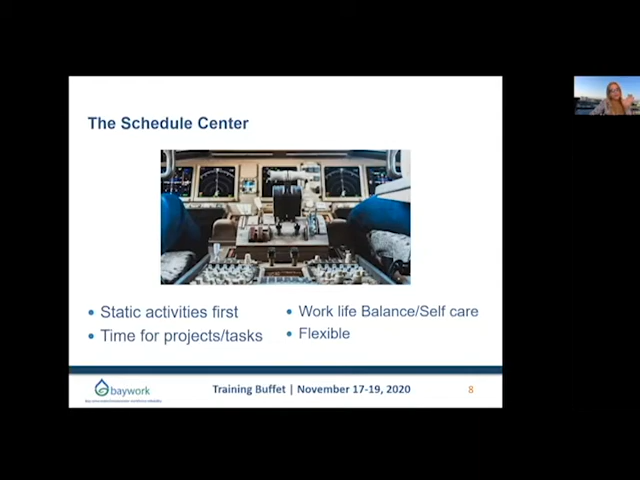 The Schedule Center
• Static activities first
• Time for projects/tasks
• Work life Balance/Self care
• Flexible
baywork
Training Buffet | November 17-19, 2020
8